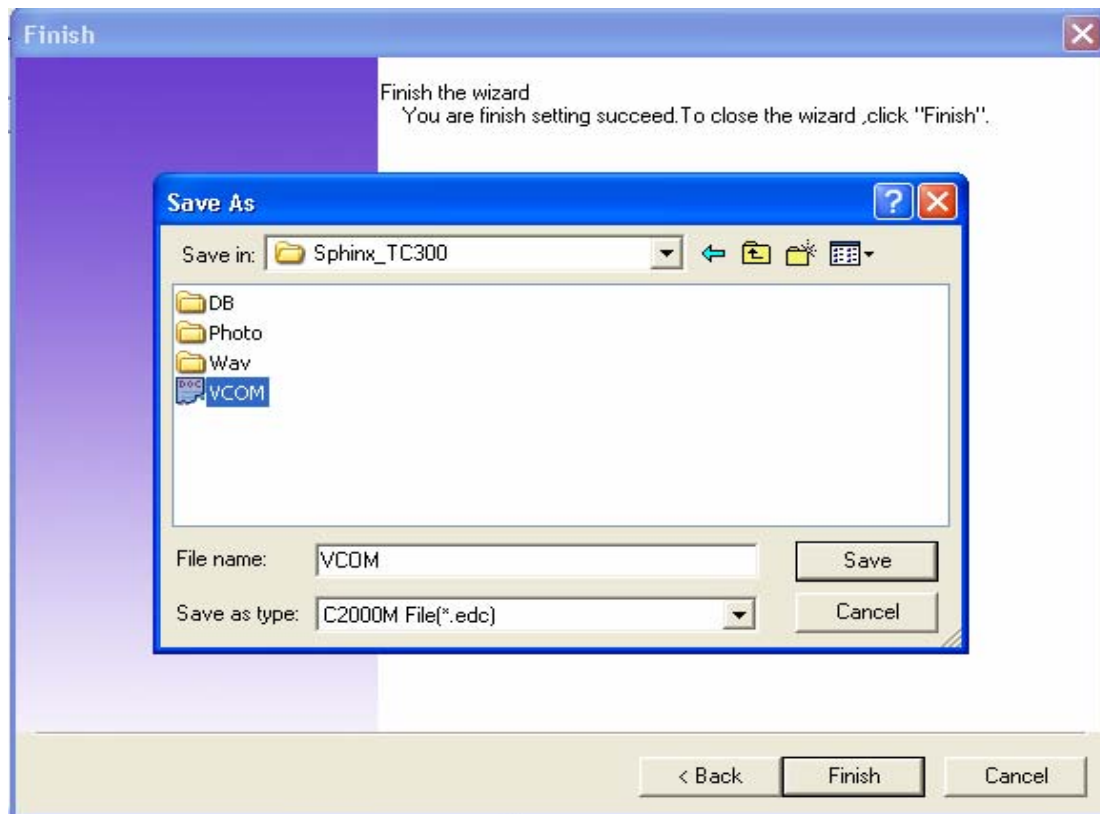 Finish
Finish the wizard
You are finish setting succeed.To close the wizard ,click "Finish".
Save As
Save in: Sphinx_TC300
DB
Photo
Wav
VCOM
File name: VCOM Save
Save as type: C2000M File(*.edc) Cancel
< Back Finish Cancel